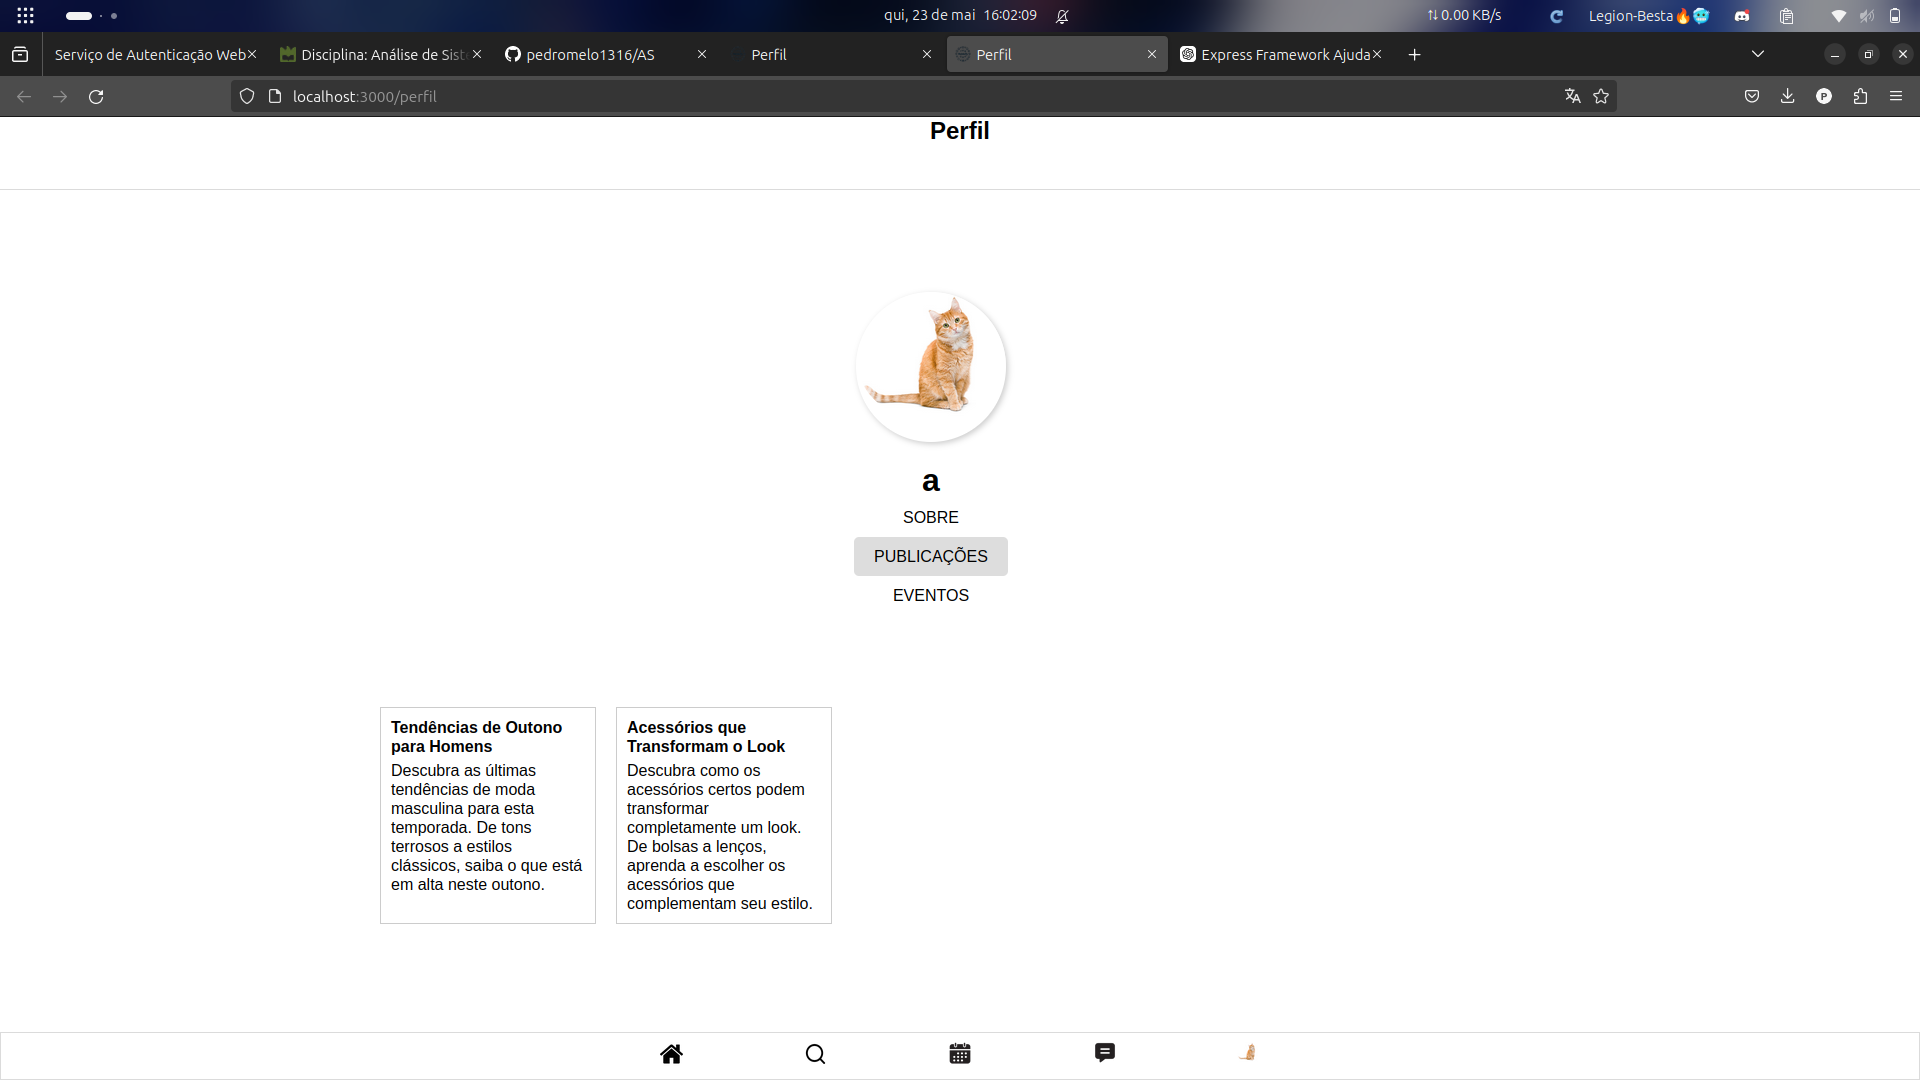 qui, 23 de mai 16:02:09
0.00 KB/s
Legion-Besta🔥🥶
Serviço de Autenticação Web
Disciplina: Análise de Sist
pedromelo1316/AS
Perfil
Perfil
Express Framework Ajuda
localhost:3000/perfil
P
Perfil
a
SOBRE
PUBLICAÇÕES
EVENTOS
Tendências de Outono
para Homens
Descubra as últimas
tendências de moda
masculina para esta
temporada. De tons
terrosos a estilos
clássicos, saiba o que está
em alta neste outono.
Acessórios que
Transformam o Look
Descubra como os
acessórios certos podem
transformar
completamente um look.
De bolsas a lenços,
aprenda a escolher os
acessórios que
complementam seu estilo.